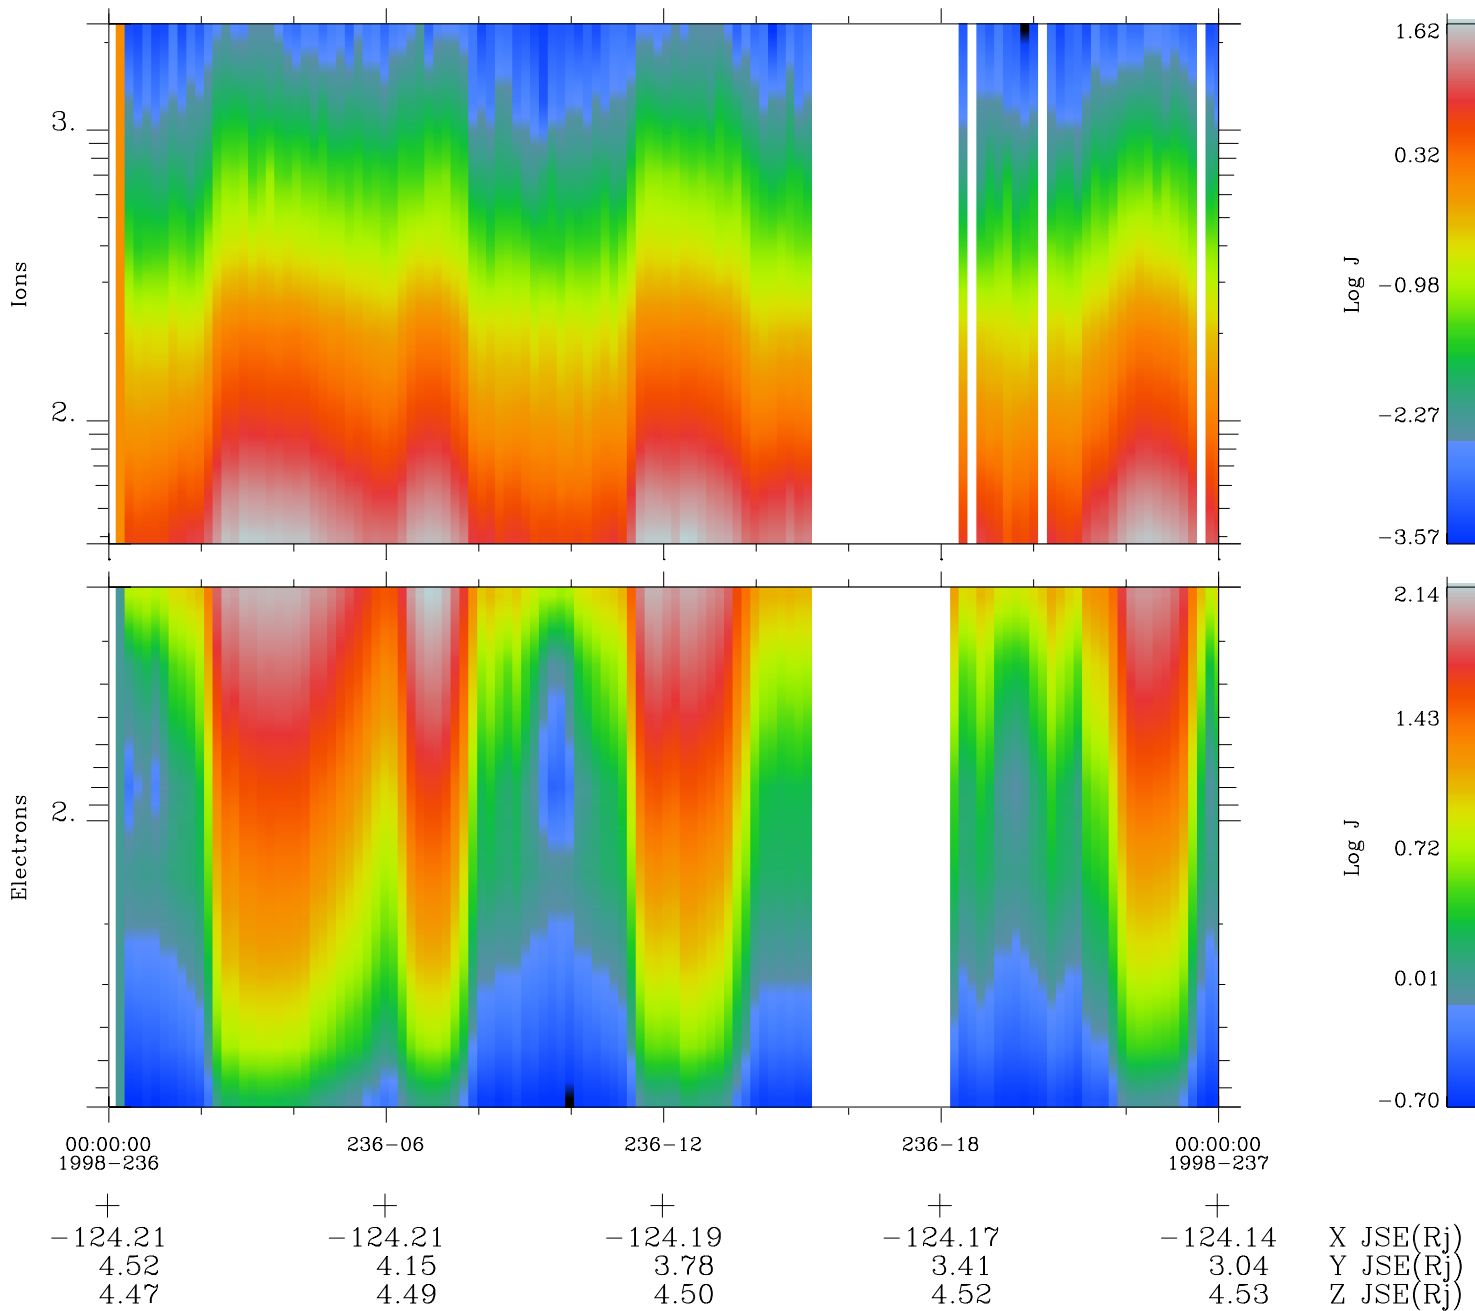 3.
2.
Ions
1.62
0.32
-0.98
-2.27
-3.57
Log J
2.
Electrons
2.14
1.43
0.72
0.01
-0.70
Log J
00:00:00 236-06 236-12 236-18 00:00:00
1998-236 1998-237
-124.21 -124.21 -124.19 -124.17 -124.14 X JSE(Rj)
4.52 4.15 3.78 3.41 3.04 Y JSE(Rj)
4.47 4.49 4.50 4.52 4.53 Z JSE(Rj)